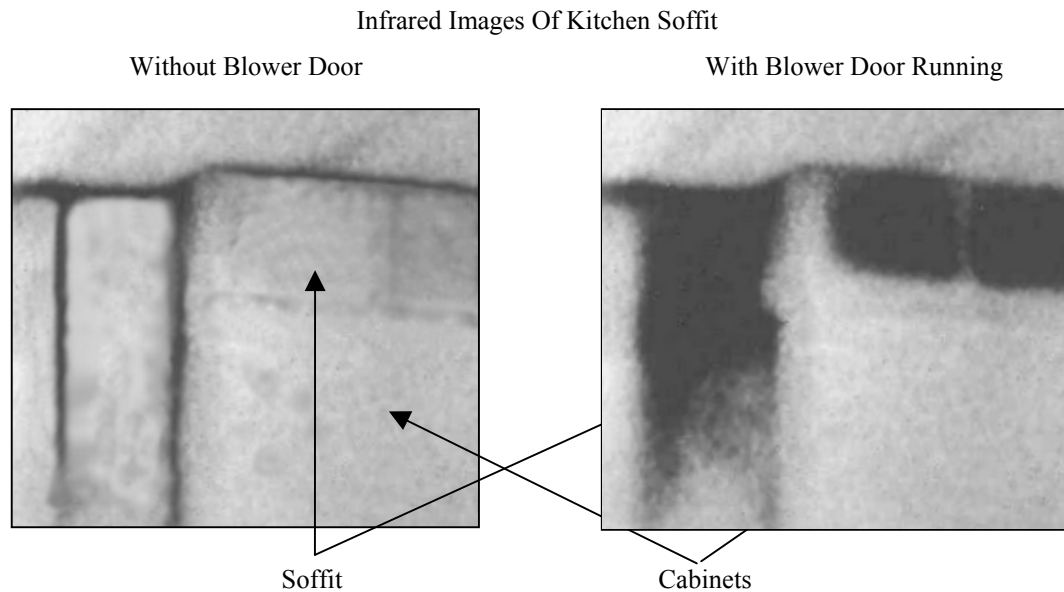 Infrared Images Of Kitchen Soffit
Without Blower Door
With Blower Door Running
Soffit
Cabinets